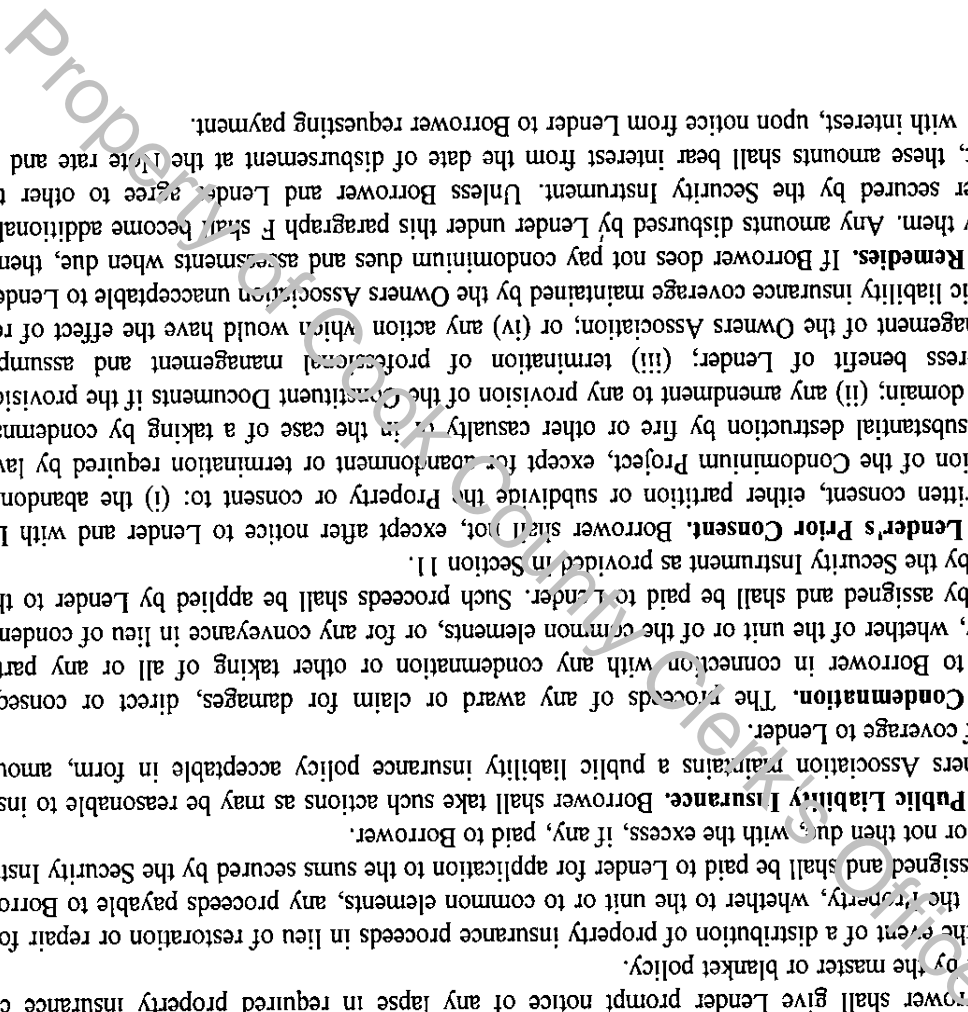 rower shall give Lender prompt notice of any lapse in required property insurance c
by the master or blanket policy.
the event of a distribution of property insurance proceeds in lieu of restoration or repair fo
the Property, whether to the unit or to common elements, any proceeds payable to Borro
assigned and shall be paid to Lender for application to the sums secured by the Security Inst
or not then due, with the excess, if any, paid to Borrower.
Public Liability Insurance. Borrower shall take such actions as may be reasonable to ins
ners Association maintains a public liability insurance policy acceptable in form, amou
f coverage to Lender.
Condemnation. The proceeds of any award or claim for damages, direct or conseq
to Borrower in connection with any condemnation or other taking of all or any part
, whether of the unit or of the common elements, or for any conveyance in lieu of condem
by assigned and shall be paid to Lender. Such proceeds shall be applied by Lender to th
by the Security Instrument as provided in Section 11.
Lender's Prior Consent. Borrower shall not, except after notice to Lender and with L
itten consent, either partition or subdivide the Property or consent to: (i) the abandon
tion of the Condominium Project, except for abandonment or termination required by law
substantial destruction by fire or other casualty or in the case of a taking by condemna
domain; (ii) any amendment to any provision of the Constituent Documents if the provisi
ress benefit of Lender; (iii) termination of professional management and assump
nagement of the Owners Association; or (iv) any action which would have the effect of re
ic liability insurance coverage maintained by the Owners Association unacceptable to Lende
Remedies. If Borrower does not pay condominium dues and assessments when due, then
y them. Any amounts disbursed by Lender under this paragraph F shall become additional
er secured by the Security Instrument. Unless Borrower and Lender agree to other t
t, these amounts shall bear interest from the date of disbursement at the Note rate and
with interest, upon notice from Lender to Borrower requesting payment.
Property of Cook County Clerk's Office